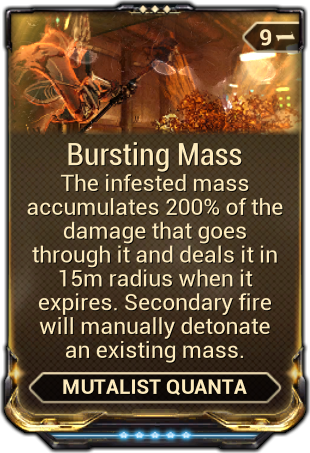 9
Bursting Mass
The infested mass
accumulates 200% of the
damage that goes
through it and deals it in
15m radius when it
expires. Secondary fire
will manually detonate
an existing mass.
MUTALIST QUANTA